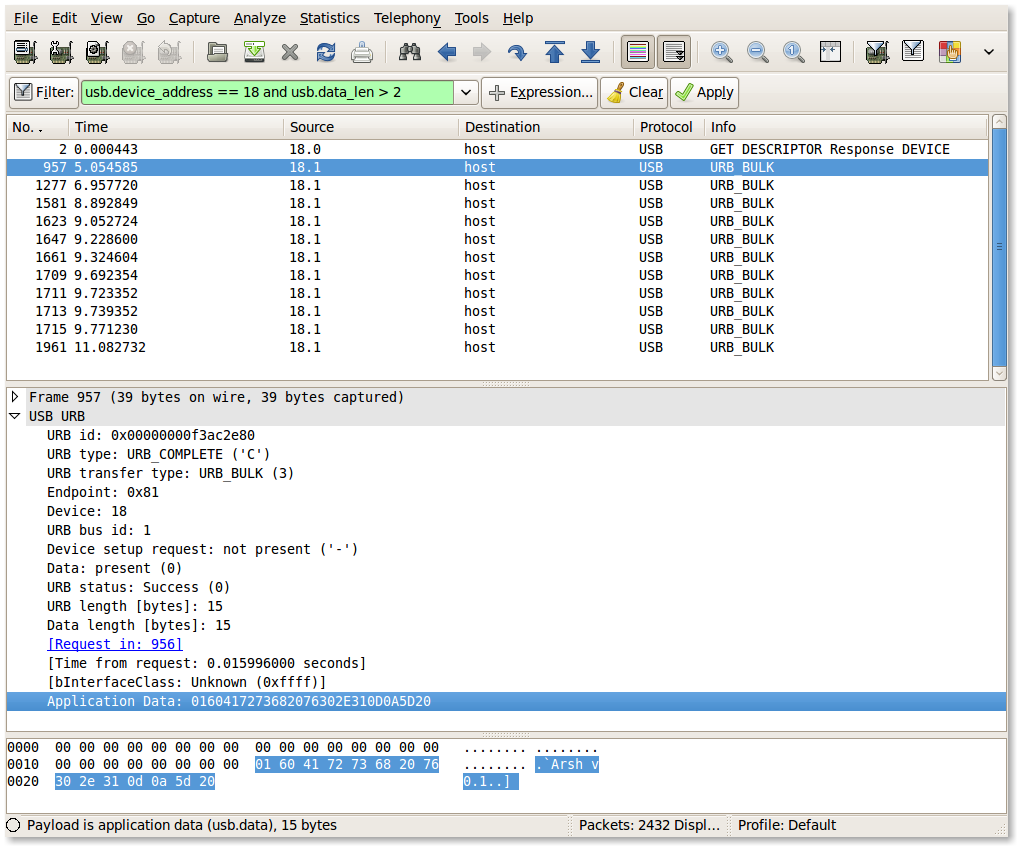 File Edit View Go Capture Analyze Statistics Telephony Tools Help
Filter: usb.device_address == 18 and usb.data_len > 2 Expression... Clear Apply
No. . Time Source Destination Protocol Info
2 0.000443 18.0 host USB GET DESCRIPTOR Response DEVICE
957 5.054585 18.1 host USB URB_BULK
1277 6.957720 18.1 host USB URB_BULK
1581 8.892849 18.1 host USB URB_BULK
1623 9.052724 18.1 host USB URB_BULK
1647 9.228600 18.1 host USB URB_BULK
1661 9.324604 18.1 host USB URB_BULK
1709 9.692354 18.1 host USB URB_BULK
1711 9.723352 18.1 host USB URB_BULK
1713 9.739352 18.1 host USB URB_BULK
1715 9.771230 18.1 host USB URB_BULK
1961 11.082732 18.1 host USB URB_BULK
Frame 957 (39 bytes on wire, 39 bytes captured)
USB URB
URB id: 0x00000000f3ac2e80
URB type: URB_COMPLETE ('C')
URB transfer type: URB_BULK (3)
Endpoint: 0x81
Device: 18
URB bus id: 1
Device setup request: not present ('-')
Data: present (0)
URB status: Success (0)
URB length [bytes]: 15
Data length [bytes]: 15
[Request in: 956]
[Time from request: 0.015996000 seconds]
[bInterfaceClass: Unknown (0xffff)]
Application Data: 0160417273682076302E310D0A5D20
0000 00 00 00 00 00 00 00 00 00 00 00 00 00 00 00 00 ........ ........
0010 00 00 00 00 00 00 00 00 01 60 41 72 73 68 20 76 ........ .`Arsh v
0020 30 2e 31 0d 0a 5d 20 0.1..]
Payload is application data (usb.data), 15 bytes Packets: 2432 Displ... Profile: Default